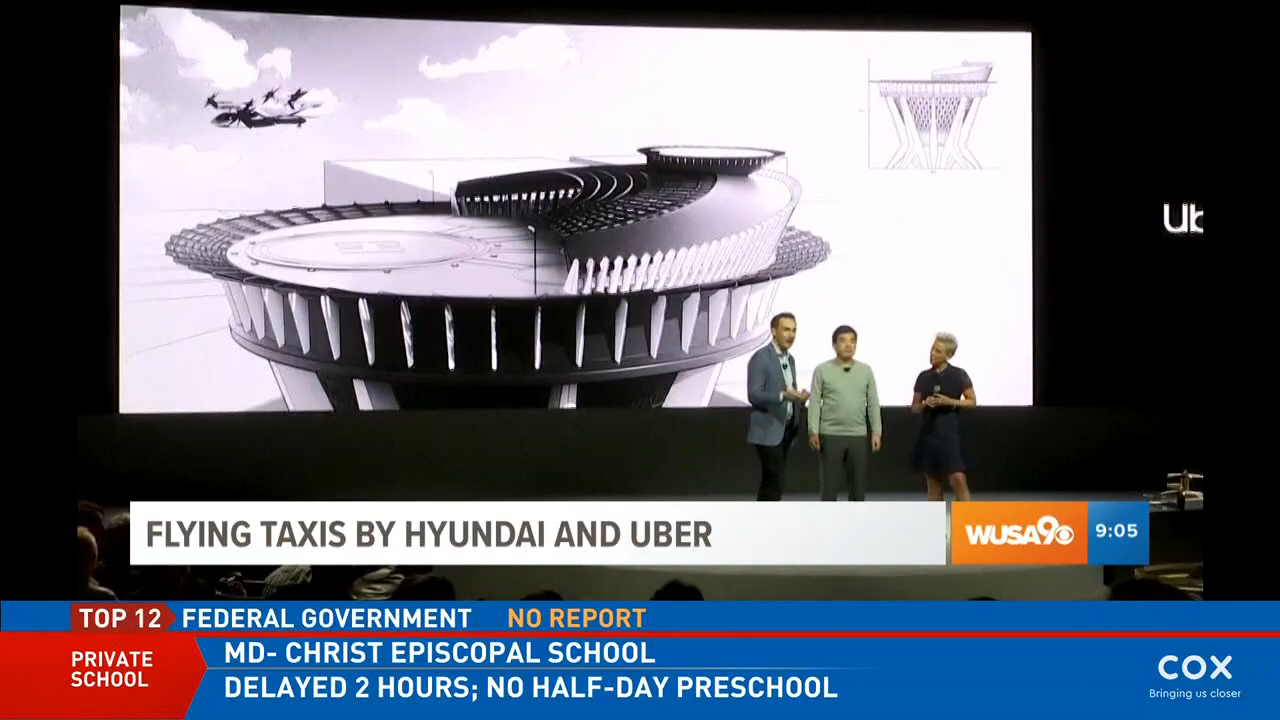 Ub
FLYING TAXIS BY HYUNDAI AND UBER
WUSA9
9:05
TOP 12
FEDERAL GOVERNMENT NO REPORT
PRIVATE
SCHOOL
MD- CHRIST EPISCOPAL SCHOOL
DELAYED 2 HOURS; NO HALF-DAY PRESCHOOL
COX
Bringing us closer